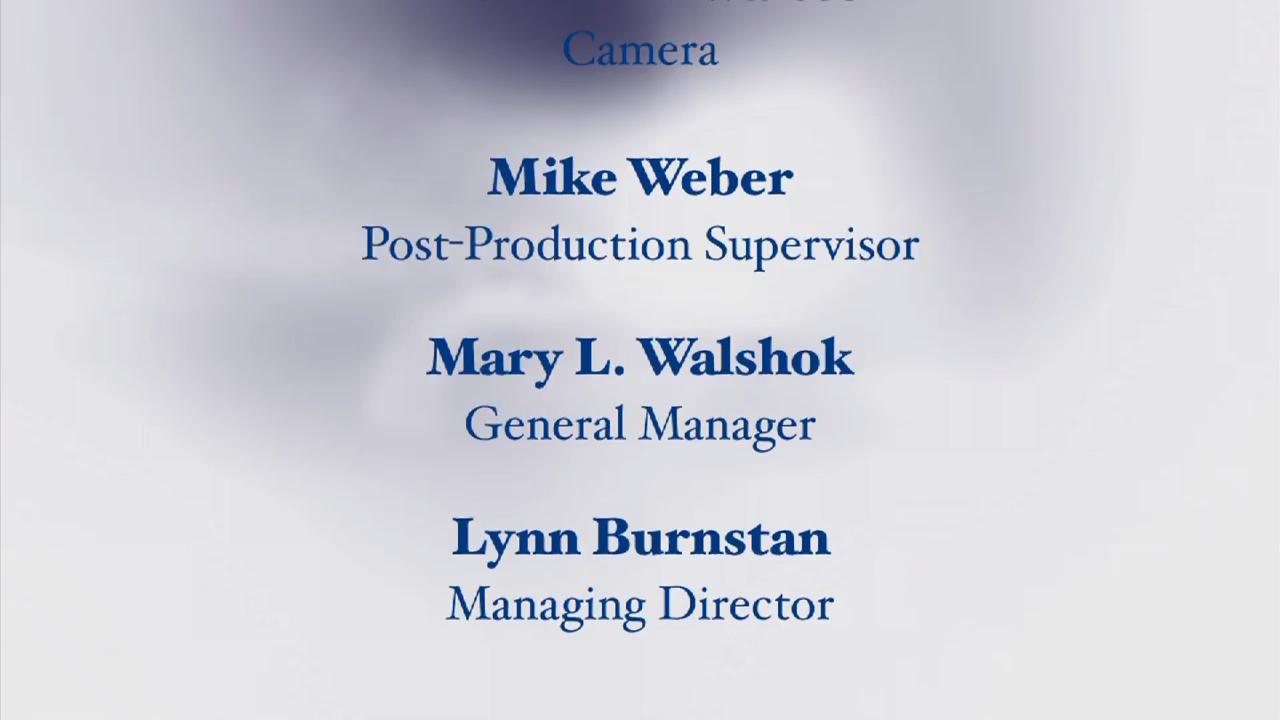 Camera
Mike Weber
Post-Production Supervisor
Mary L. Walshok
General Manager
Lynn Burnstan
Managing Director